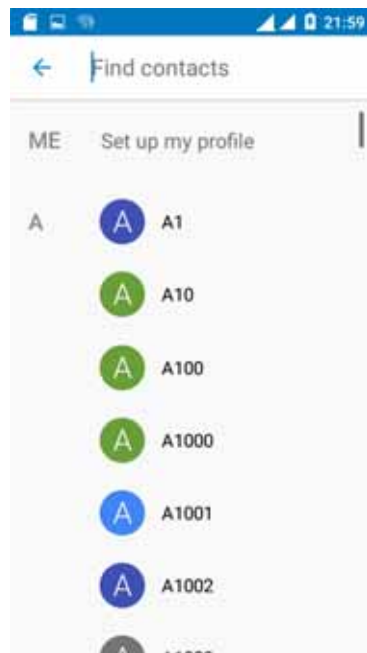 21:59
Find contacts
ME Set up my profile
A A A1
A A10
A A100
A A1000
A A1001
A A1002